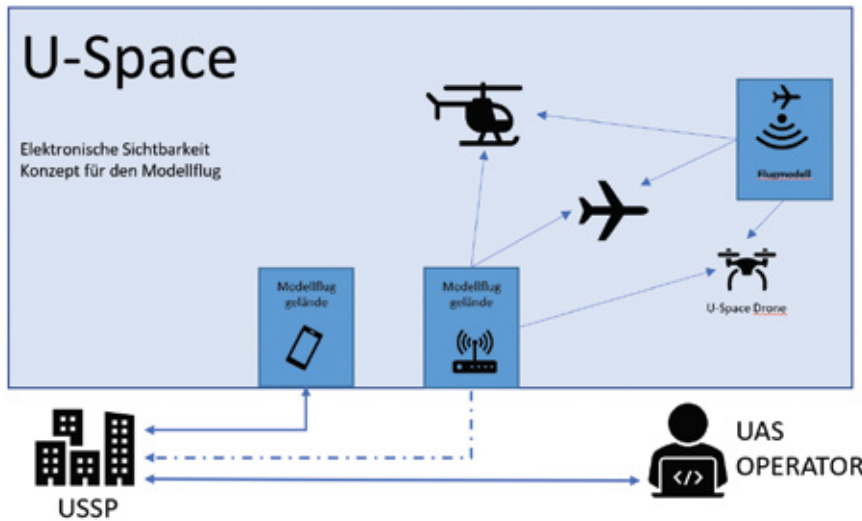 U-Space
Elektronische Sichtbarkeit
Konzept für den Modellflug
Flugmodell
Modellflug
gelände
Modellflug
gelände
U-Space Drone
</>
USSP
UAS
OPERATOR